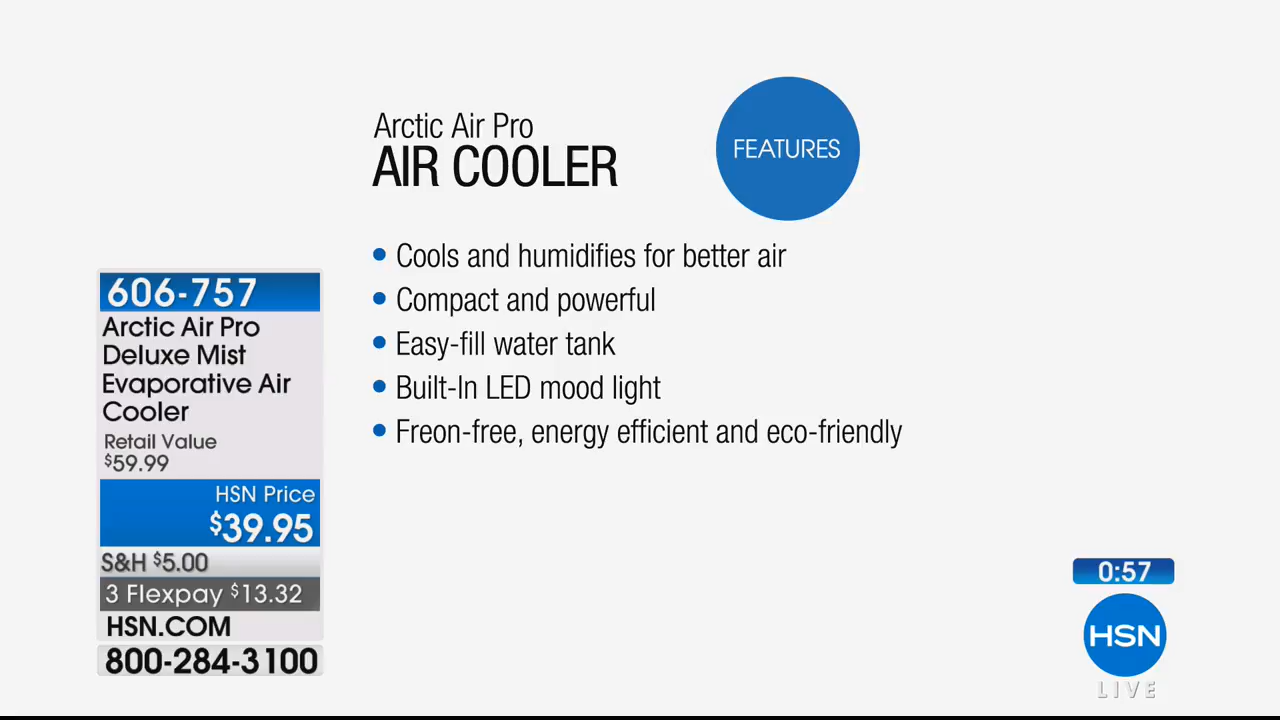 Arctic Air Pro
AIR COOLER
FEATURES
• Cools and humidifies for better air
• Compact and powerful
• Easy-fill water tank
• Built-In LED mood light
• Freon-free, energy efficient and eco-friendly
606-757
Arctic Air Pro
Deluxe Mist
Evaporative Air
Cooler
Retail Value
$59.99
HSN Price
$39.95
S&H $5.00
3 Flexpay $13.32
HSN.COM
800-284-3100
0:57
HSN
LIVE